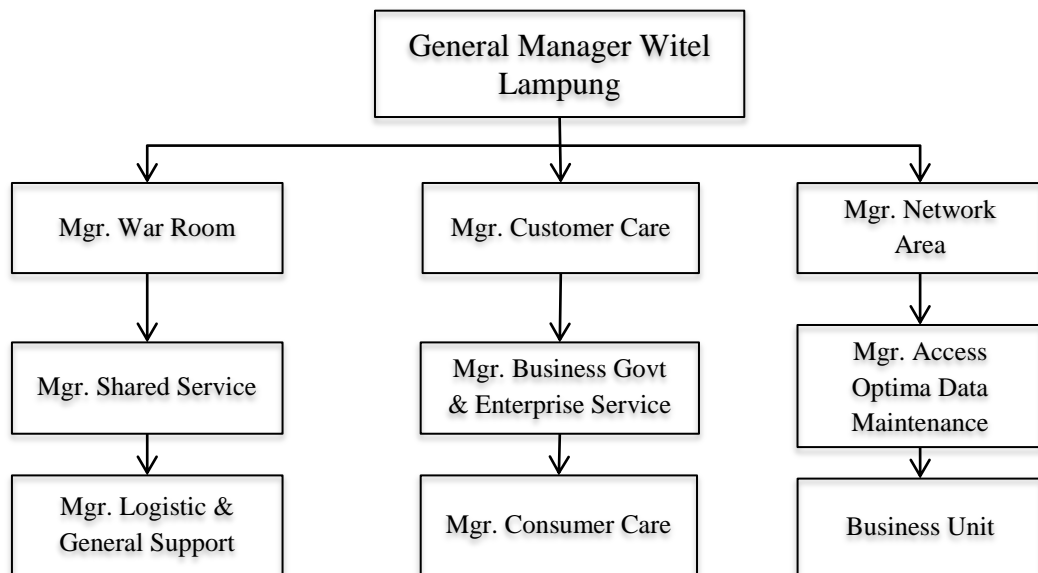 General Manager Witel
Lampung
Mgr. War Room
Mgr. Customer Care
Mgr. Network
Area
Mgr. Shared Service
Mgr. Business Govt
& Enterprise Service
Mgr. Access
Optima Data
Maintenance
Mgr. Logistic &
General Support
Mgr. Consumer Care
Business Unit